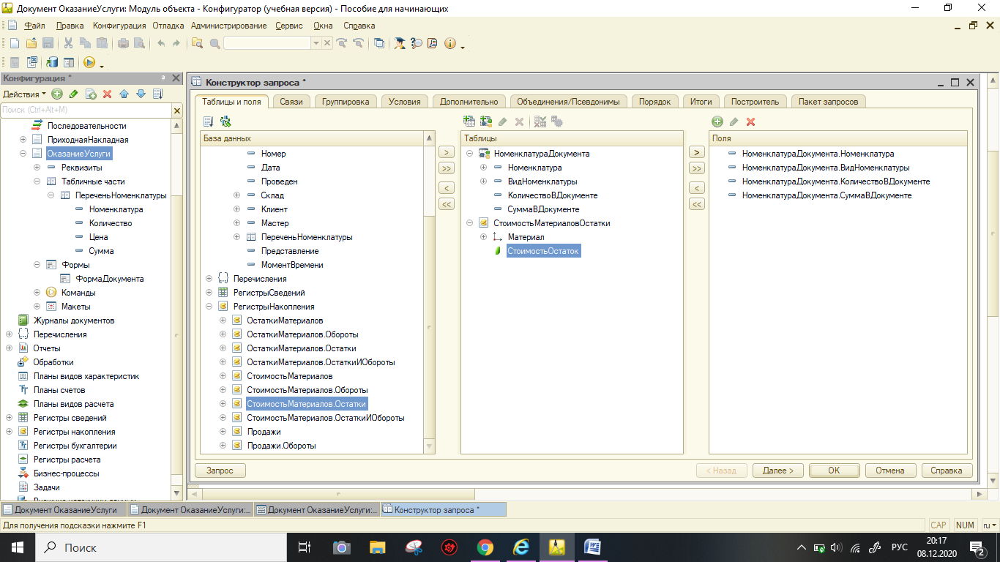 Документ ОказаниеУслуги: Модуль объекта - Конфигуратор (учебная версия) - Пособие для начинающих
Файл Правка Конфигурация Отладка Администрирование Сервис Окна Справка
Конфигурация *
Действия
Поиск (Ctrl+Alt+M)
Последовательности
ПриходнаяНакладная
ОказаниеУслуги
Реквизиты
Табличные части
ПереченьНоменклатуры
Номенклатура
Количество
Цена
Сумма
Формы
ФормаДокумента
Команды
Макеты
Журналы документов
Перечисления
Отчеты
Обработки
Планы видов характеристик
Планы счетов
Планы видов расчета
Регистры сведений
Регистры накопления
Регистры бухгалтерии
Регистры расчета
Бизнес-процессы
Задачи
Конструктор запроса *
Таблицы и поля Связи Группировка Условия Дополнительно Объединения/Псевдонимы Порядок Итоги Построитель Пакет запросов
База данных
Номер
Дата
Проведен
Склад
Клиент
Мастер
ПереченьНоменклатуры
Представление
МоментВремени
Перечисления
РегистрыСведений
РегистрыНакопления
ОстаткиМатериалов
ОстаткиМатериалов.Обороты
ОстаткиМатериалов.Остатки
ОстаткиМатериалов.ОстаткиИОбороты
СтоимостьМатериалов
СтоимостьМатериалов.Обороты
СтоимостьМатериалов.Остатки
СтоимостьМатериалов.ОстаткиИОбороты
Продажи
Продажи.Обороты
>
>>
<
<<
Таблицы
НоменклатураДокумента
Номенклатура
ВидНоменклатуры
КоличествоВДокументе
СуммаВДокументе
СтоимостьМатериаловОстатки
Материал
СтоимостьОстаток
>
>>
<
<<
Поля
НоменклатураДокумента.Номенклатура
НоменклатураДокумента.ВидНоменклатуры
НоменклатураДокумента.КоличествоВДокументе
НоменклатураДокумента.СуммаВДокументе
Запрос < Назад Далее > ОК Отмена Справка
Документ ОказаниеУслуги Документ ОказаниеУслуги:... Документ ОказаниеУслуги:... Конструктор запроса *
Для получения подсказки нажмите F1 CAP NUM ru
Поиск РУС 20:17
08.12.2020 2